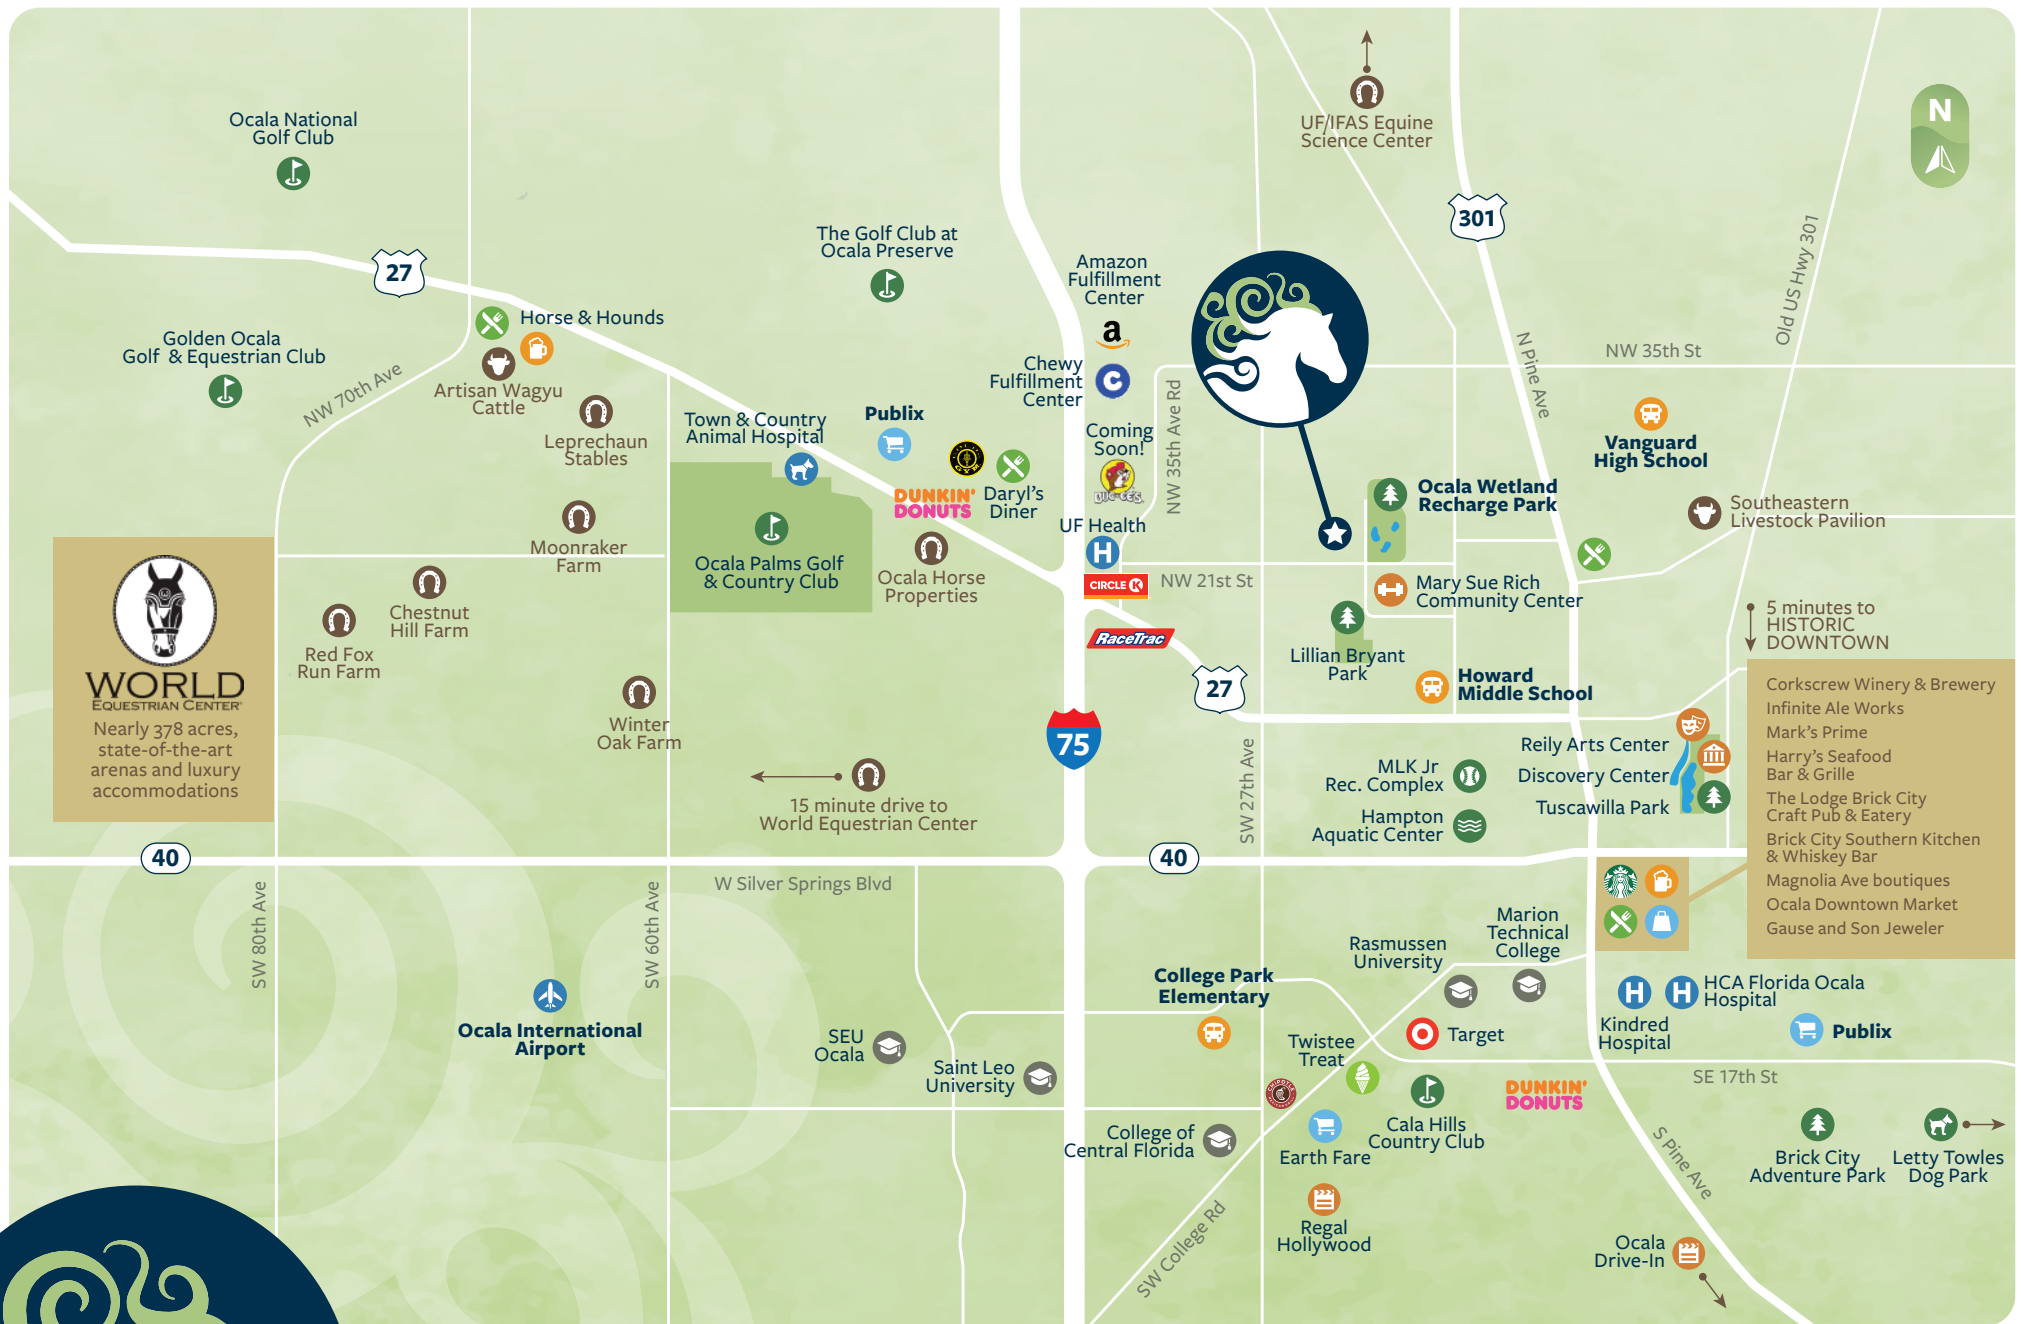 N
UF/IFAS Equine
Science Center
Ocala National
Golf Club
301
Old US Hwy 301
27
The Golf Club at
Ocala Preserve
Amazon
Fulfillment
Center
a
Horse & Hounds
Golden Ocala
Golf & Equestrian Club
NW 70th Ave
Artisan Wagyu
Cattle
Leprechaun
Stables
Chewy
Fulfillment
Center
C
NW 35th Ave Rd
N Pine Ave
NW 35th St
Town & Country
Animal Hospital
Publix
GYM
Daryl's
Diner
DUNKIN'
DONUTS
Coming
Soon!
BUC-EE'S
Vanguard
High School
Ocala Wetland
Recharge Park
Southeastern
Livestock Pavilion
Moonraker
Farm
UF Health
H
Ocala Palms Golf
& Country Club
Ocala Horse
Properties
CIRCLE K
NW 21st St
Mary Sue Rich
Community Center
Chestnut
Hill Farm
Red Fox
Run Farm
RaceTrac
Lillian Bryant
Park
5 minutes to
HISTORIC
DOWNTOWN
WORLD
EQUESTRIAN CENTER
Nearly 378 acres,
state-of-the-art
arenas and luxury
accommodations
Winter
Oak Farm
27
Howard
Middle School
75
Corkscrew Winery & Brewery
Infinite Ale Works
Mark's Prime
Harry's Seafood
Bar & Grille
The Lodge Brick City
Craft Pub & Eatery
Brick City Southern Kitchen
& Whiskey Bar
Magnolia Ave boutiques
Ocala Downtown Market
Gause and Son Jeweler
Reily Arts Center
Discovery Center
Tuscawilla Park
15 minute drive to
World Equestrian Center
SW 27th Ave
MLK Jr
Rec. Complex
Hampton
Aquatic Center
40
40
W Silver Springs Blvd
SW 80th Ave
SW 60th Ave
Marion
Technical
College
Rasmussen
University
College Park
Elementary
H
H
HCA Florida Ocala
Hospital
Kindred
Hospital
Publix
Ocala International
Airport
SEU
Ocala
Saint Leo
University
Twistee
Treat
Target
SE 17th St
CHIPOTLE
DUNKIN'
DONUTS
College of
Central Florida
Earth Fare
Cala Hills
Country Club
S Pine Ave
Brick City
Adventure Park
Letty Towles
Dog Park
SW College Rd
Regal
Hollywood
Ocala
Drive-In